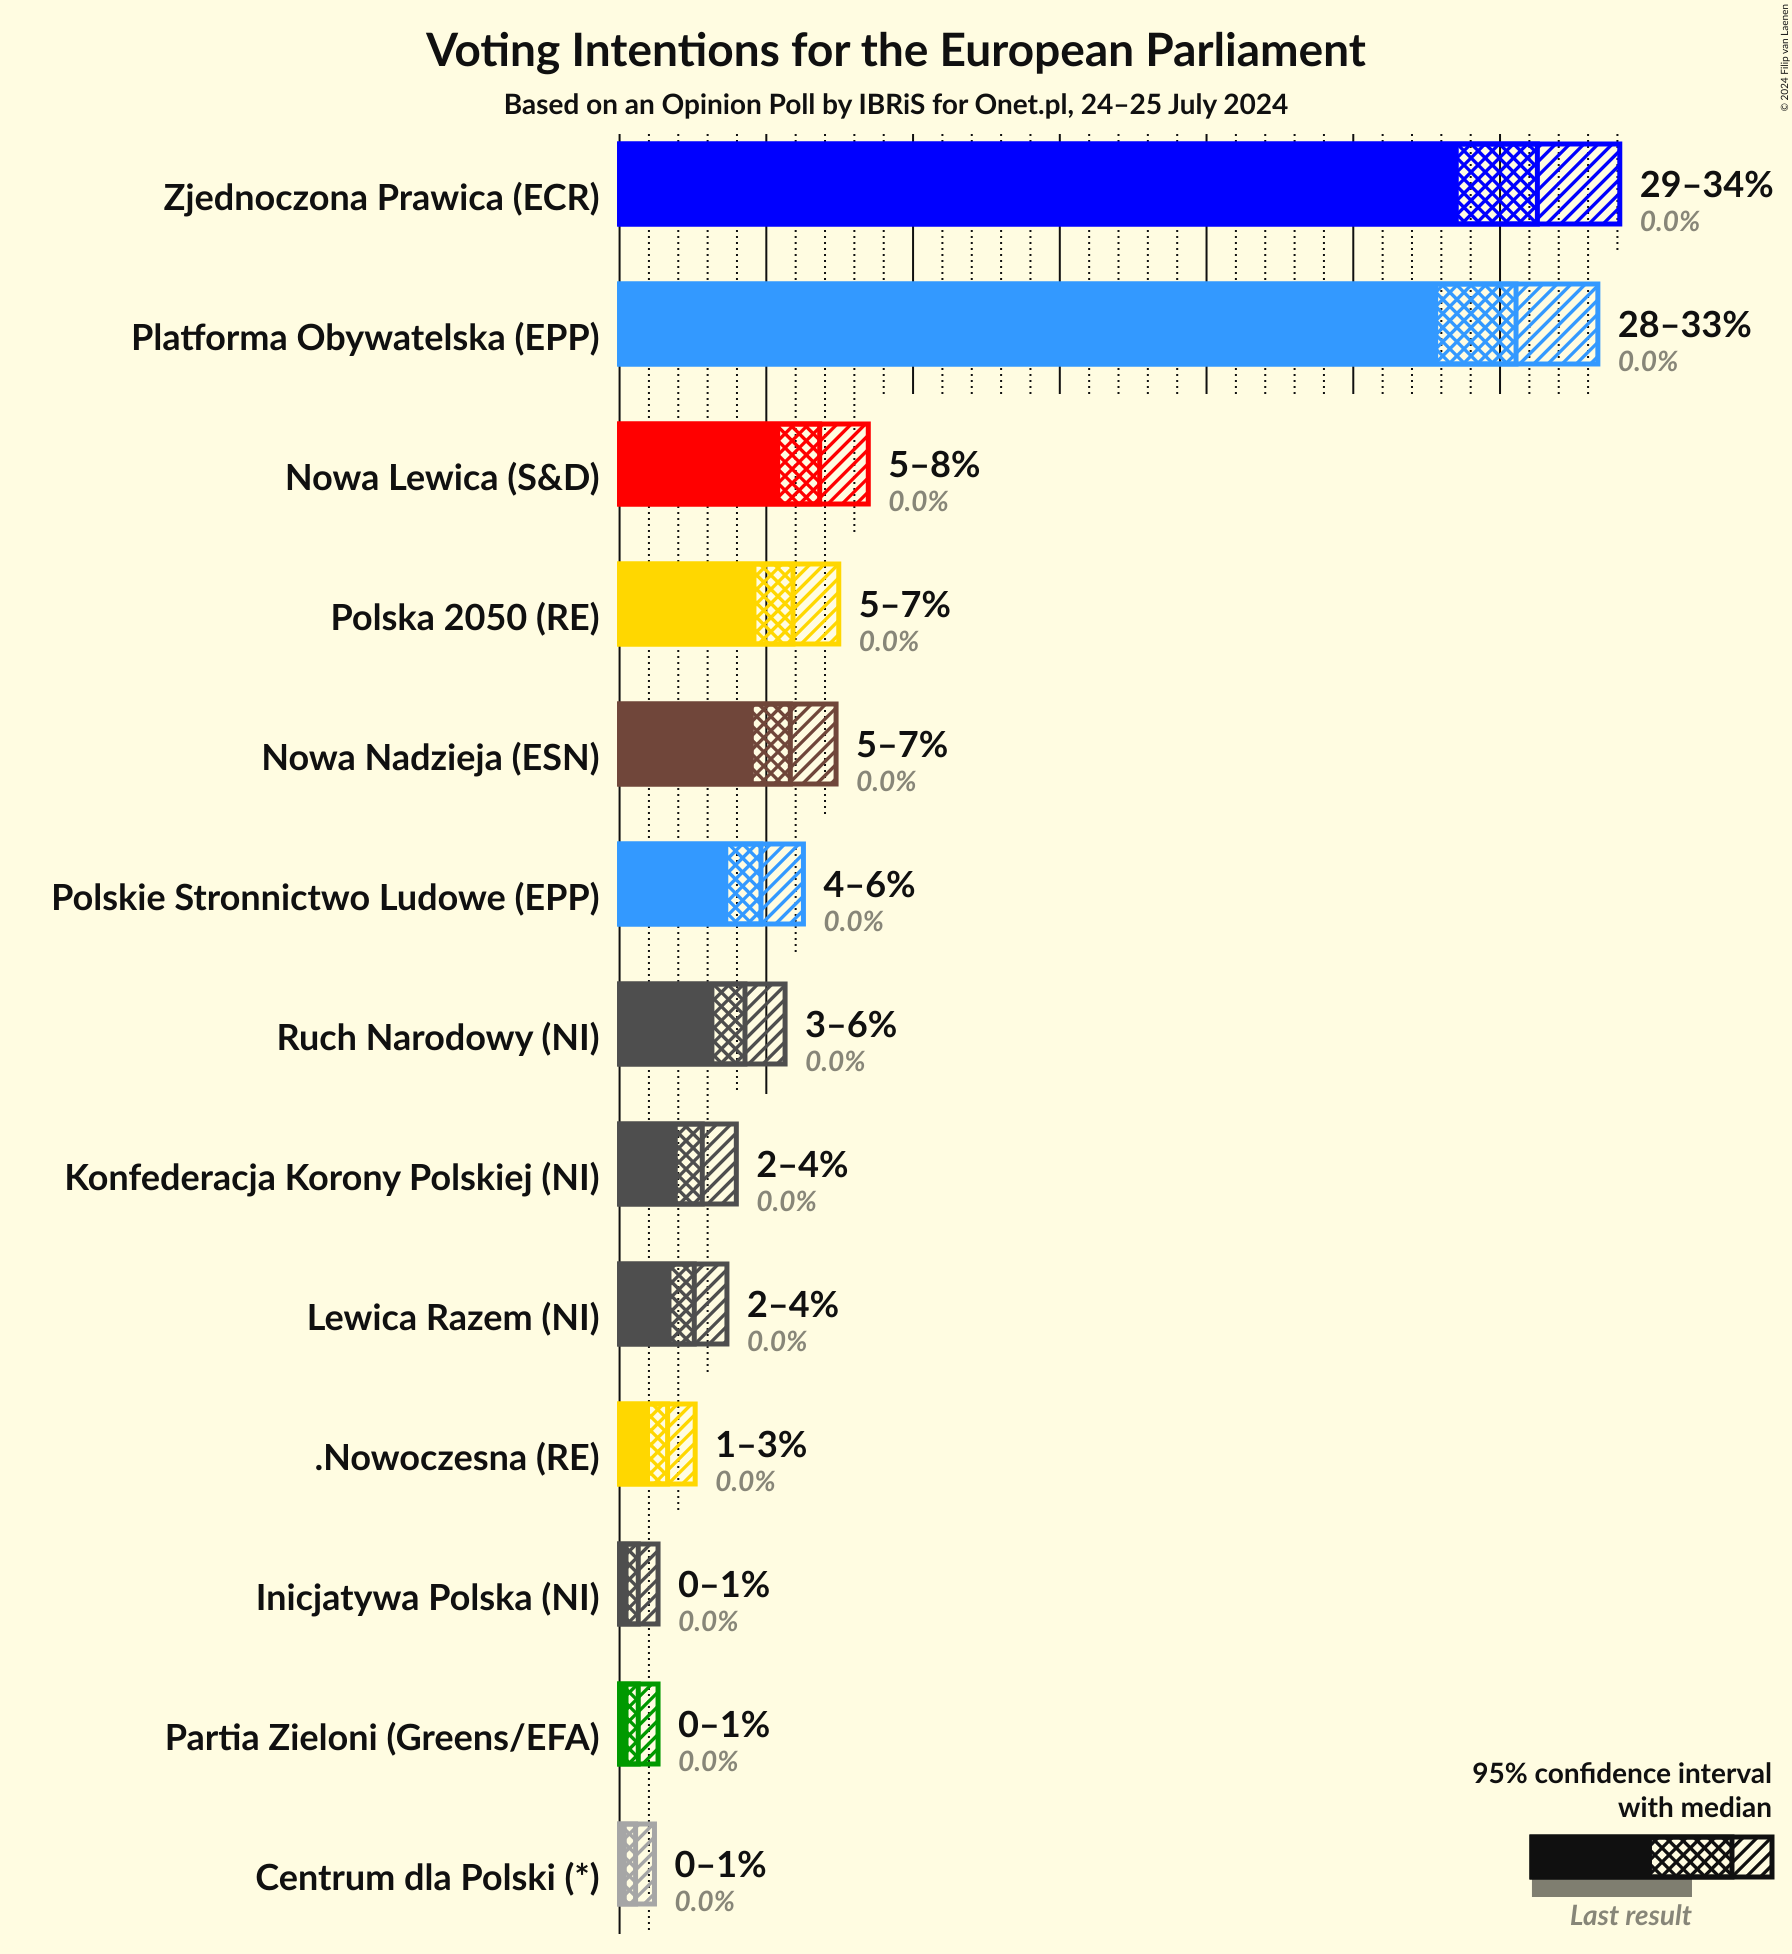 Voting Intentions for the European Parliament
Based on an Opinion Poll by IBRiS for Onet.pl, 24–25 July 2024
© 2024 Filip van Laenen
Zjednoczona Prawica (ECR)
29–34%
0.0%
Platforma Obywatelska (EPP)
28–33%
0.0%
Nowa Lewica (S&D)
5–8%
0.0%
Polska 2050 (RE)
5–7%
0.0%
Nowa Nadzieja (ESN)
5–7%
0.0%
Polskie Stronnictwo Ludowe (EPP)
4–6%
0.0%
Ruch Narodowy (NI)
3–6%
0.0%
Konfederacja Korony Polskiej (NI)
2–4%
0.0%
Lewica Razem (NI)
2–4%
0.0%
.Nowoczesna (RE)
1–3%
0.0%
Inicjatywa Polska (NI)
0–1%
0.0%
Partia Zieloni (Greens/EFA)
0–1%
0.0%
Centrum dla Polski (*)
0–1%
0.0%
95% confidence interval
with median
Last result